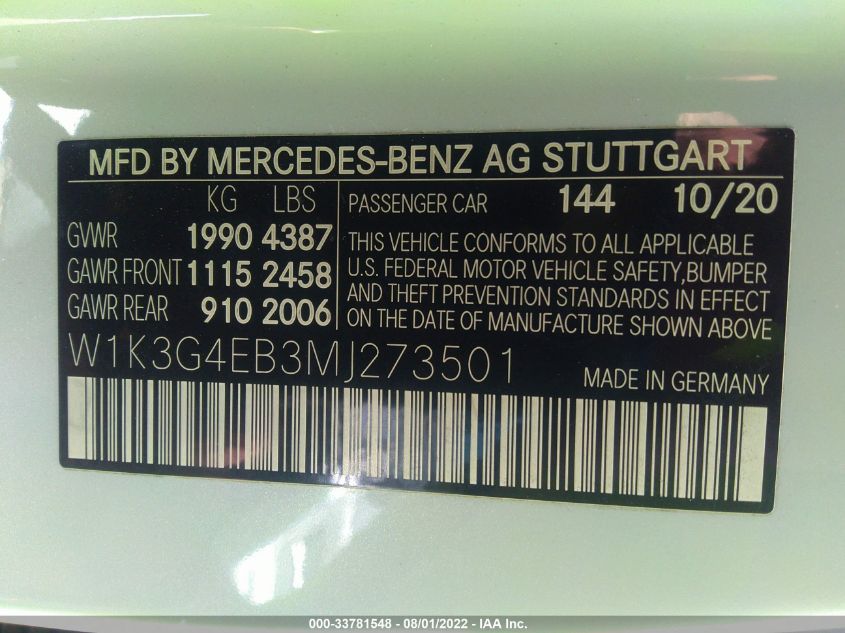 MFD BY MERCEDES-BENZ AG STUTTGART
KG LBS
GVWR 1990 4387
GAWR FRONT 1115 2458
GAWR REAR 910 2006
PASSENGER CAR 144 10/20
THIS VEHICLE CONFORMS TO ALL APPLICABLE
U.S. FEDERAL MOTOR VEHICLE SAFETY,BUMPER
AND THEFT PREVENTION STANDARDS IN EFFECT
ON THE DATE OF MANUFACTURE SHOWN ABOVE
W1K3G4EB3MJ273501
MADE IN GERMANY
000-33781548 - 08/01/2022 - IAA Inc.